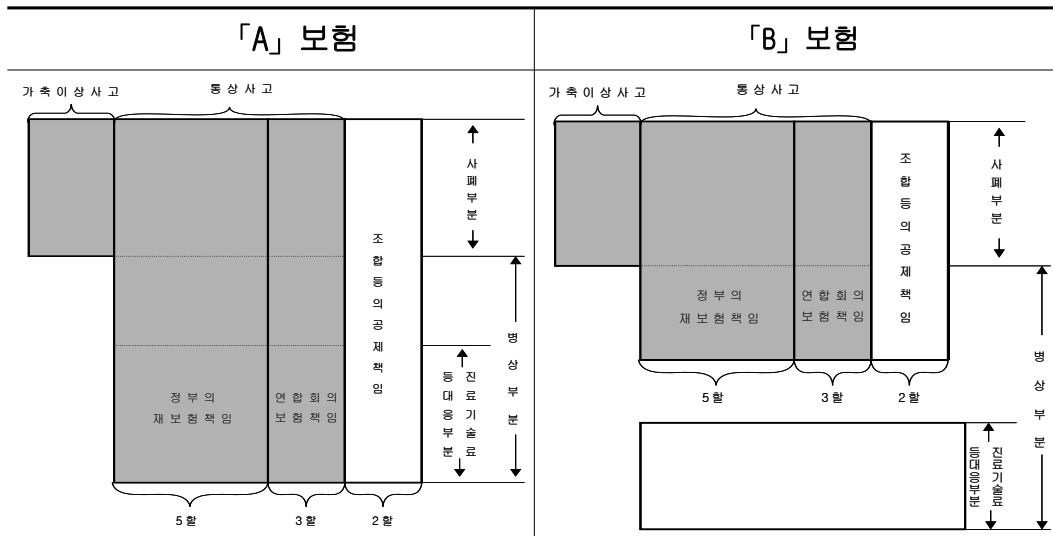 「A」 보험
「B」 보험
가축이상사고
통상사고
사폐부분
조합등의공제책임
병상부분
진료기술료
등대응부분
정부의
재보험책임
연합회의
보험책임
5할
3할
2할
가축이상사고
통상사고
사폐부분
조합등의공제책임
정부의
재보험책임
연합회의
보험책임
병상부분
5할
3할
2할
진료기술료
등대응부분